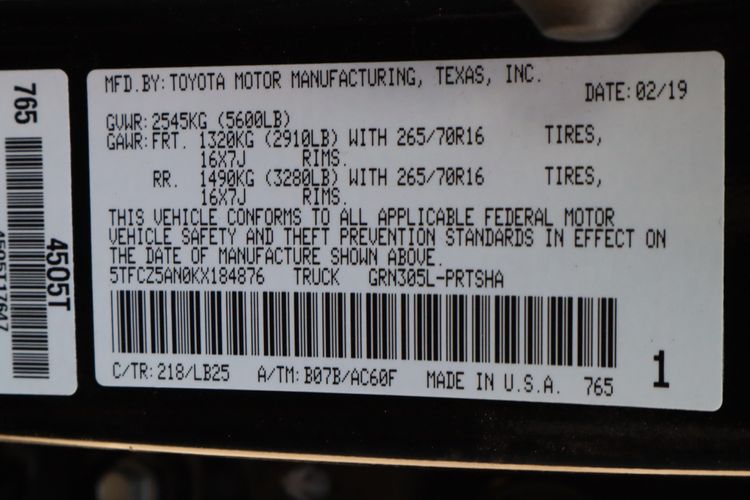 MFD.BY: TOYOTA MOTOR MANUFACTURING, TEXAS, INC.
DATE: 02/19
GVWR: 2545KG (5600LB)
GAWR: FRT. 1320KG (2910LB) WITH 265/70R16 TIRES,
16X7J RIMS.
RR. 1490KG (3280LB) WITH 265/70R16 TIRES,
16X7J RIMS.
THIS VEHICLE CONFORMS TO ALL APPLICABLE FEDERAL MOTOR
VEHICLE SAFETY AND THEFT PREVENTION STANDARDS IN EFFECT ON
THE DATE OF MANUFACTURE SHOWN ABOVE.
5TFCZ5AN0KX184876 TRUCK GRN305L-PRTSHA
C/TR: 218/LB25 A/TM: B07B/AC60F MADE IN U.S.A. 765
1
765
4505T